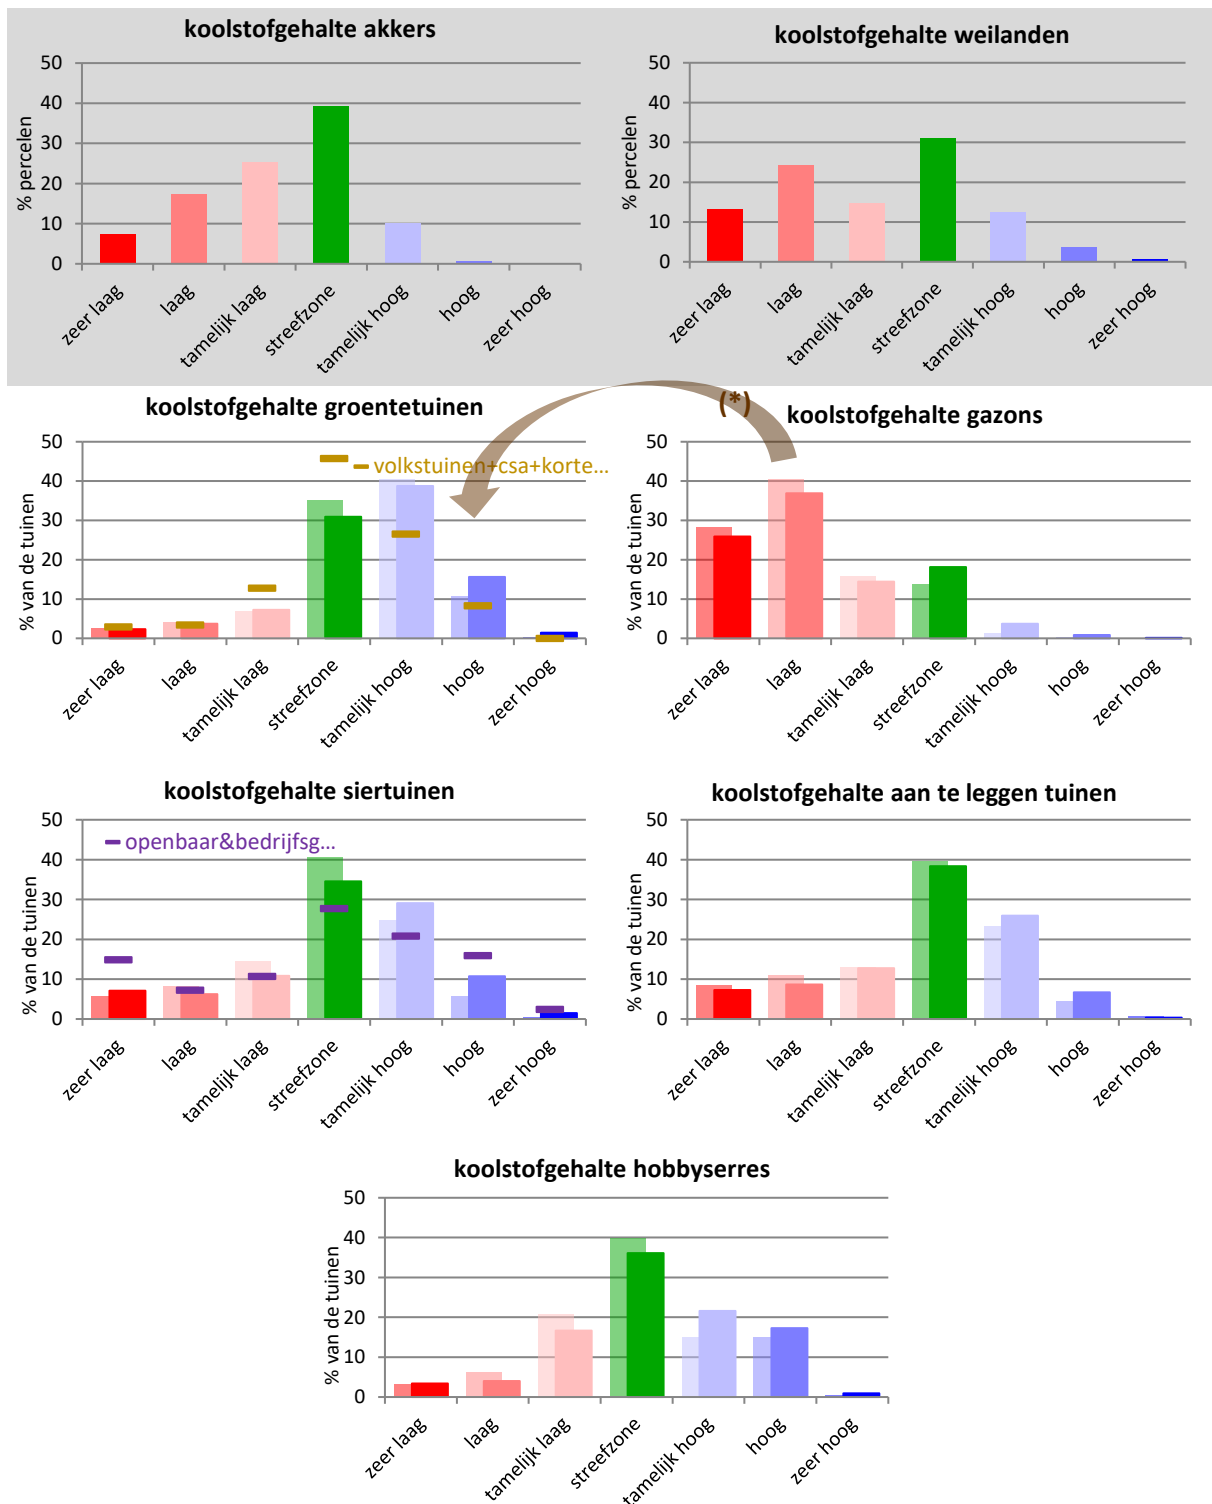 koolstofgehalte akkers
% percelen
50
40
30
20
10
0
zeer laag
laag
tamelijk laag
streefzone
tamelijk hoog
hoog
zeer hoog
koolstofgehalte weilanden
% percelen
50
40
30
20
10
0
zeer laag
laag
tamelijk laag
streefzone
tamelijk hoog
hoog
zeer hoog
koolstofgehalte groentetuinen
(*)
% van de tuinen
50
40
30
20
10
0
volkstuinen+csa+korte...
zeer laag
laag
tamelijk laag
streefzone
tamelijk hoog
hoog
zeer hoog
koolstofgehalte gazons
% van de tuinen
50
40
30
20
10
0
zeer laag
laag
tamelijk laag
streefzone
tamelijk hoog
hoog
zeer hoog
koolstofgehalte siertuinen
% van de tuinen
50
40
30
20
10
0
openbaar&bedrijfsg...
zeer laag
laag
tamelijk laag
streefzone
tamelijk hoog
hoog
zeer hoog
koolstofgehalte aan te leggen tuinen
% van de tuinen
50
40
30
20
10
0
zeer laag
laag
tamelijk laag
streefzone
tamelijk hoog
hoog
zeer hoog
koolstofgehalte hobbyserres
% van de tuinen
50
40
30
20
10
0
zeer laag
laag
tamelijk laag
streefzone
tamelijk hoog
hoog
zeer hoog